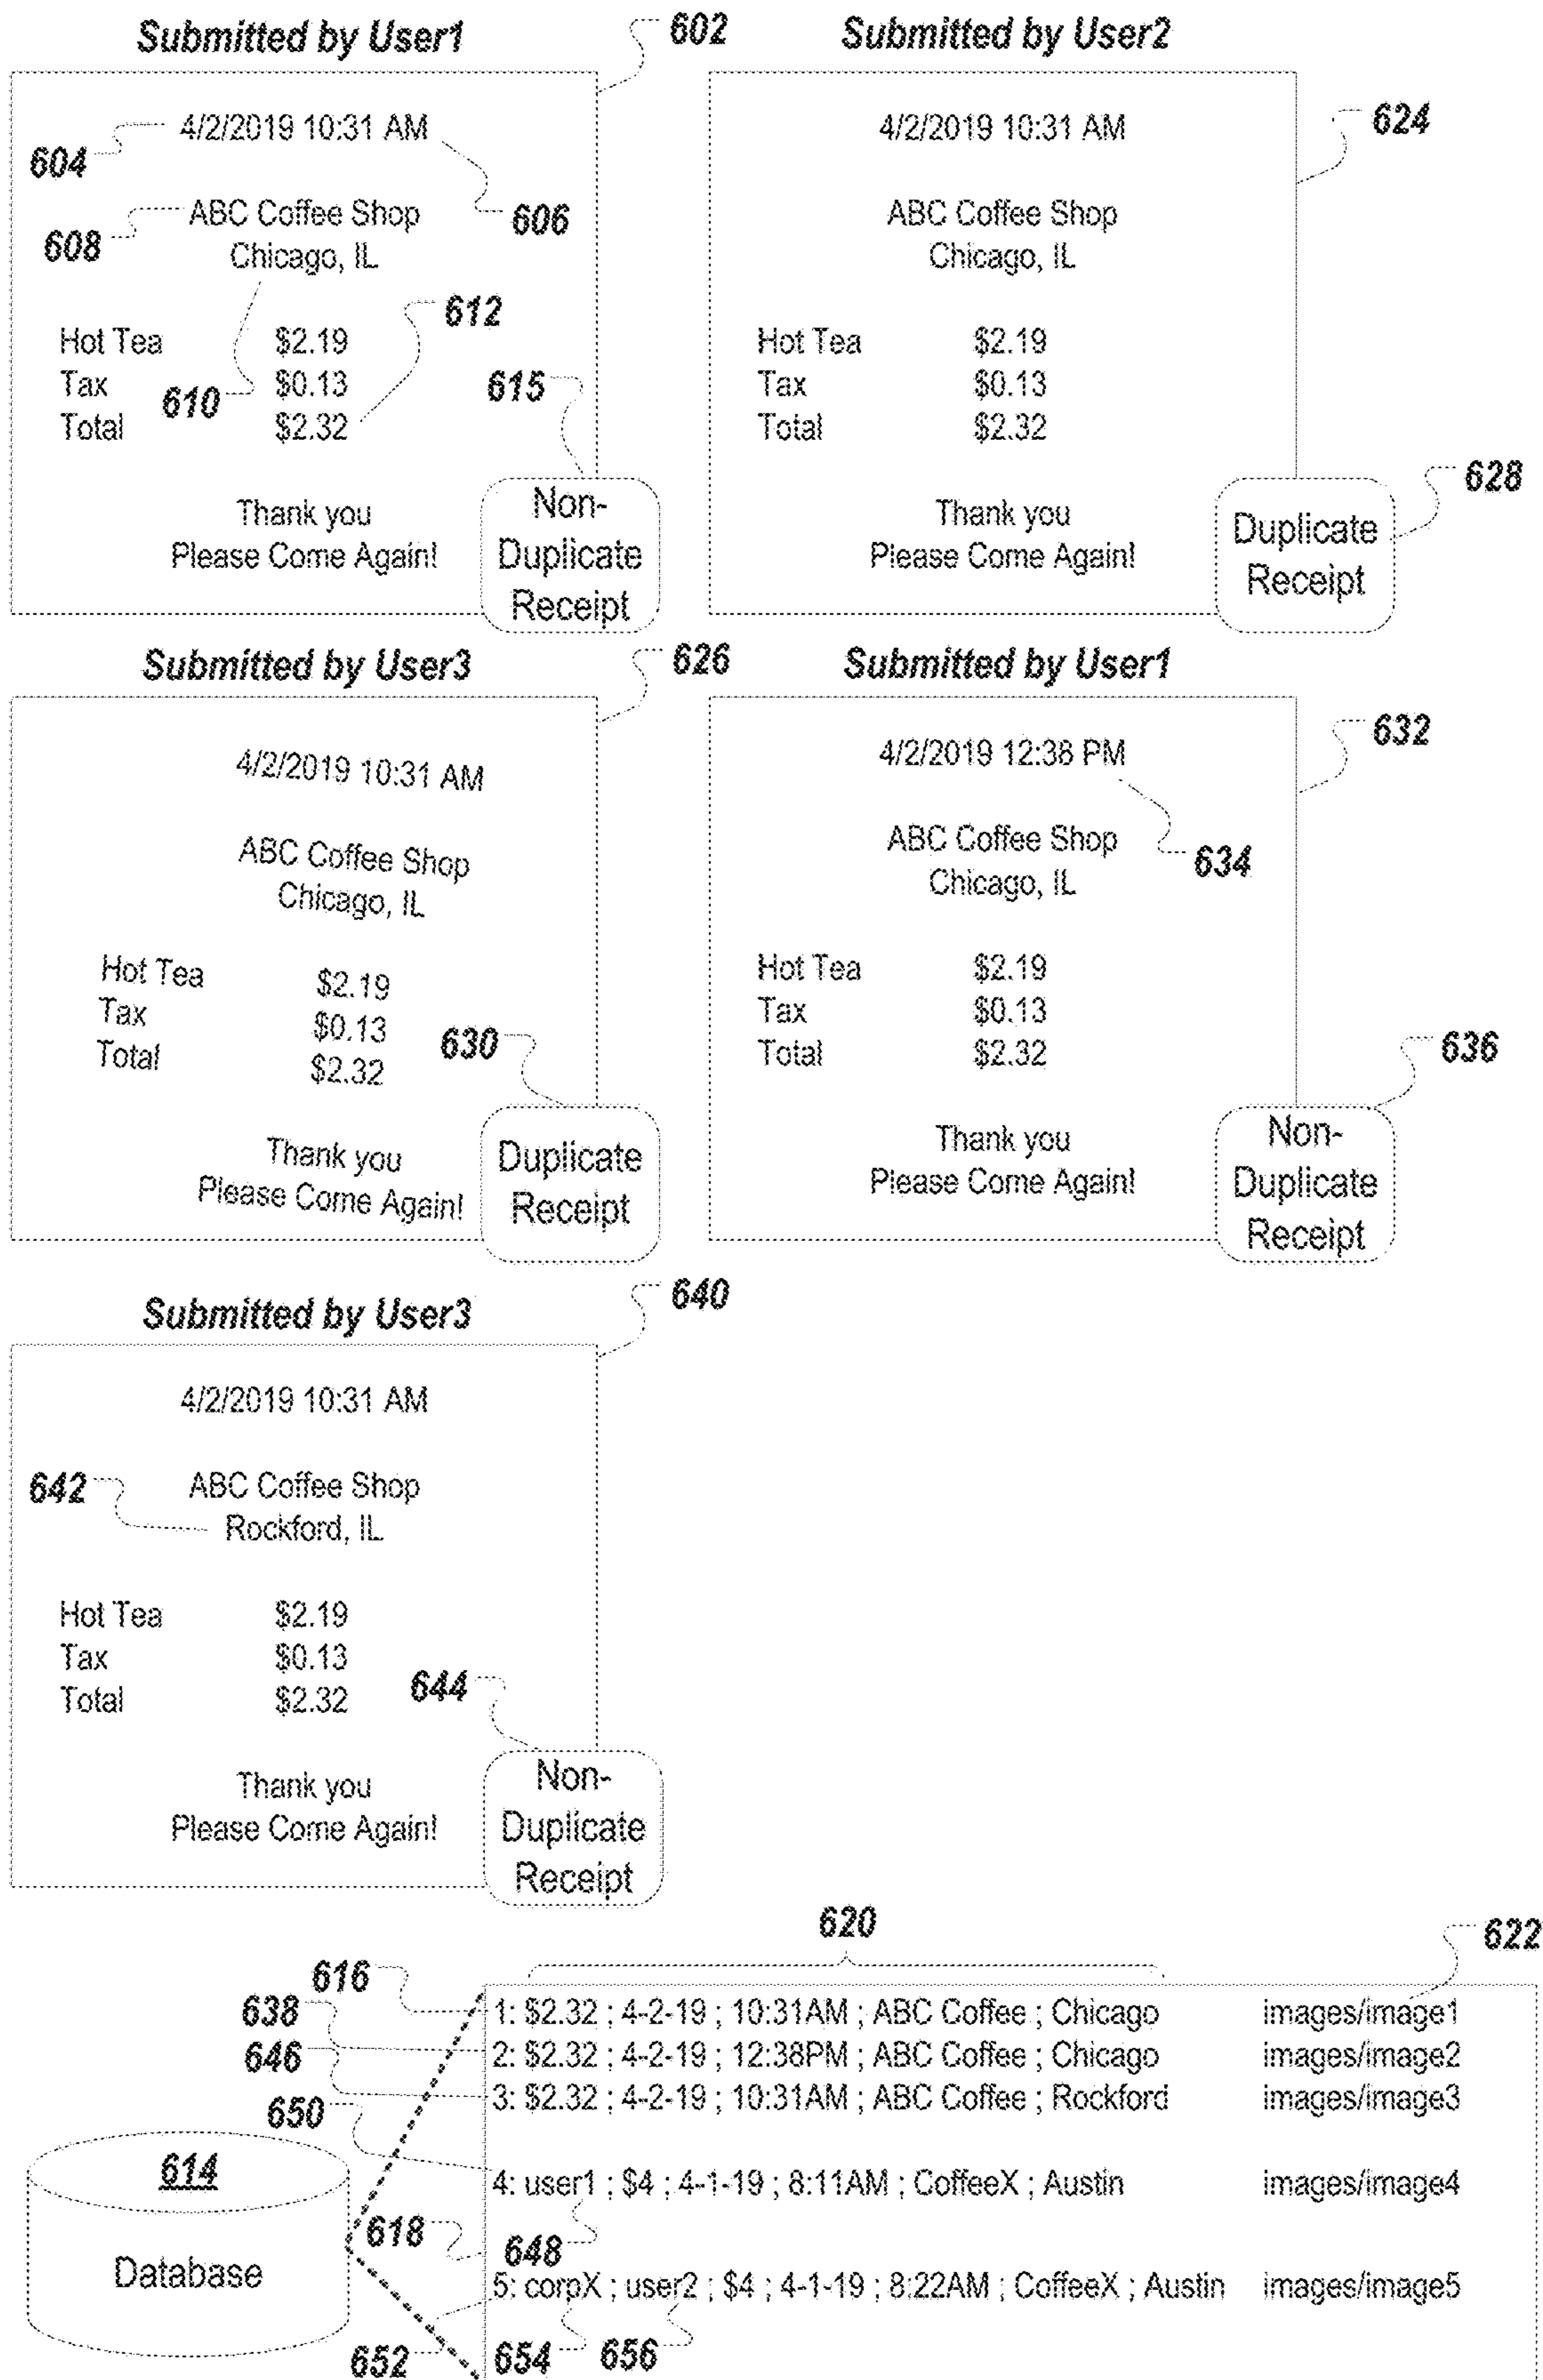 Submitted by User1
602
4/2/2019 10:31 AM
604
606
ABC Coffee Shop
608
Chicago, IL
612
Hot Tea $2.19
Tax $0.13
610
615
Total $2.32
Thank you
Please Come Again!
Non-
Duplicate
Receipt
Submitted by User2
4/2/2019 10:31 AM
624
ABC Coffee Shop
Chicago, IL
Hot Tea $2.19
Tax $0.13
Total $2.32
628
Thank you
Please Come Again!
Duplicate
Receipt
Submitted by User3
626
4/2/2019 10:31 AM
ABC Coffee Shop
Chicago, IL
Hot Tea $2.19
Tax $0.13
Total $2.32
630
Thank you
Please Come Again!
Duplicate
Receipt
Submitted by User1
632
4/2/2019 12:38 PM
ABC Coffee Shop
634
Chicago, IL
Hot Tea $2.19
Tax $0.13
Total $2.32
636
Thank you
Please Come Again!
Non-
Duplicate
Receipt
Submitted by User3
640
4/2/2019 10:31 AM
642
ABC Coffee Shop
Rockford, IL
Hot Tea $2.19
Tax $0.13
Total $2.32
644
Thank you
Please Come Again!
Non-
Duplicate
Receipt
620
622
616
638
646
650
1: $2.32 ; 4-2-19 ; 10:31AM ; ABC Coffee ; Chicago images/image1
2: $2.32 ; 4-2-19 ; 12:38PM ; ABC Coffee ; Chicago images/image2
3: $2.32 ; 4-2-19 ; 10:31AM ; ABC Coffee ; Rockford images/image3
4: user1 ; $4 ; 4-1-19 ; 8:11AM ; CoffeeX ; Austin images/image4
614
Database
618
648
5: corpX ; user2 ; $4 ; 4-1-19 ; 8:22AM ; CoffeeX ; Austin images/image5
652
654
656